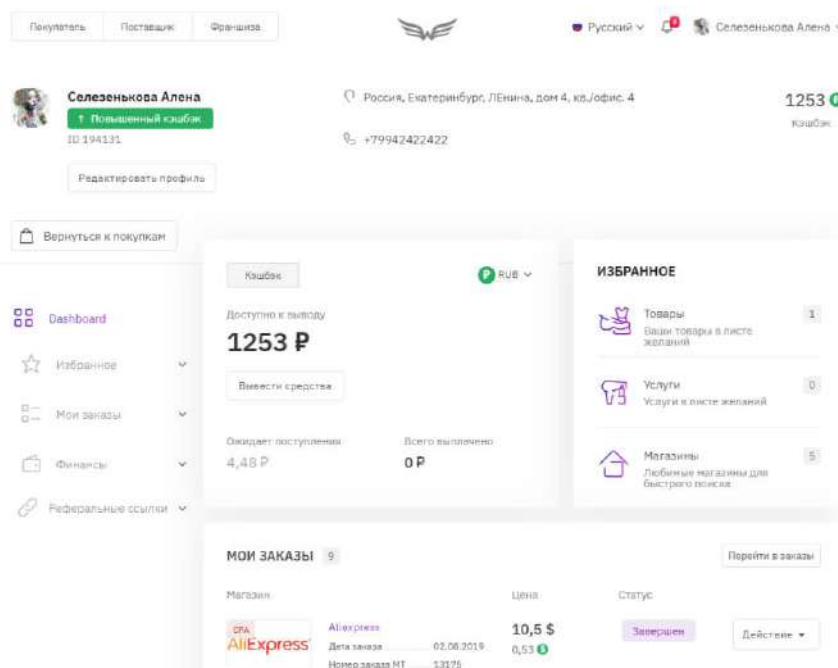 Покупатель
Поставщик
Франшиза
Русский
Селезенькова Алена
Селезенькова Алена
↑ Повышенный кэшбэк
ID 194131
Редактировать профиль
Россия, Екатеринбург, ЛЕнина, дом 4, кв./офис. 4
+79942422422
1253
Кэшбэк
Вернуться к покупкам
Dashboard
Избранное
Мои заказы
Финансы
Реферальные ссылки
Кэшбэк
RUB
Доступно к выводу
1253 ₽
Вывести средства
Ожидает поступления
Всего выплачено
4,48 ₽
0 ₽
ИЗБРАННОЕ
Товары
1
Ваши товары в листе
желаний
Услуги
0
Услуги в листе желаний
Магазины
5
Любимые магазины для
быстрого поиска
МОИ ЗАКАЗЫ 9
Перейти в заказы
Магазин
Цена
Статус
CPA
AliExpress
Aliexpress
Дата заказа 02.08.2019
Номер заказа МТ 13175
10,5 $
0,53
Завершен
Действие